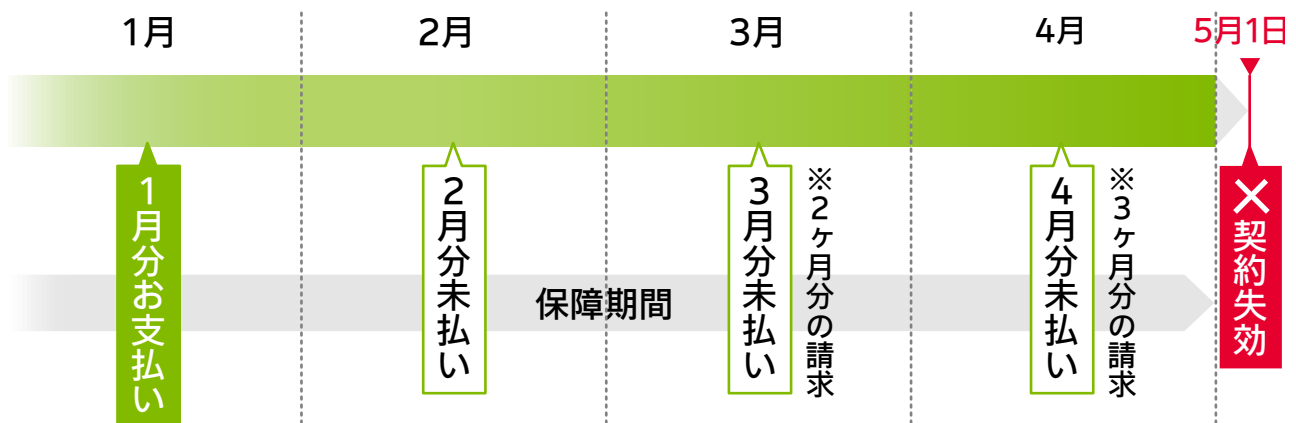 1月
2月
3月
4月
5月1日
1月分お支払い
2月分未払い
3月分未払い
※2ヶ月分の請求
4月分未払い
※3ヶ月分の請求
×契約失効
保障期間